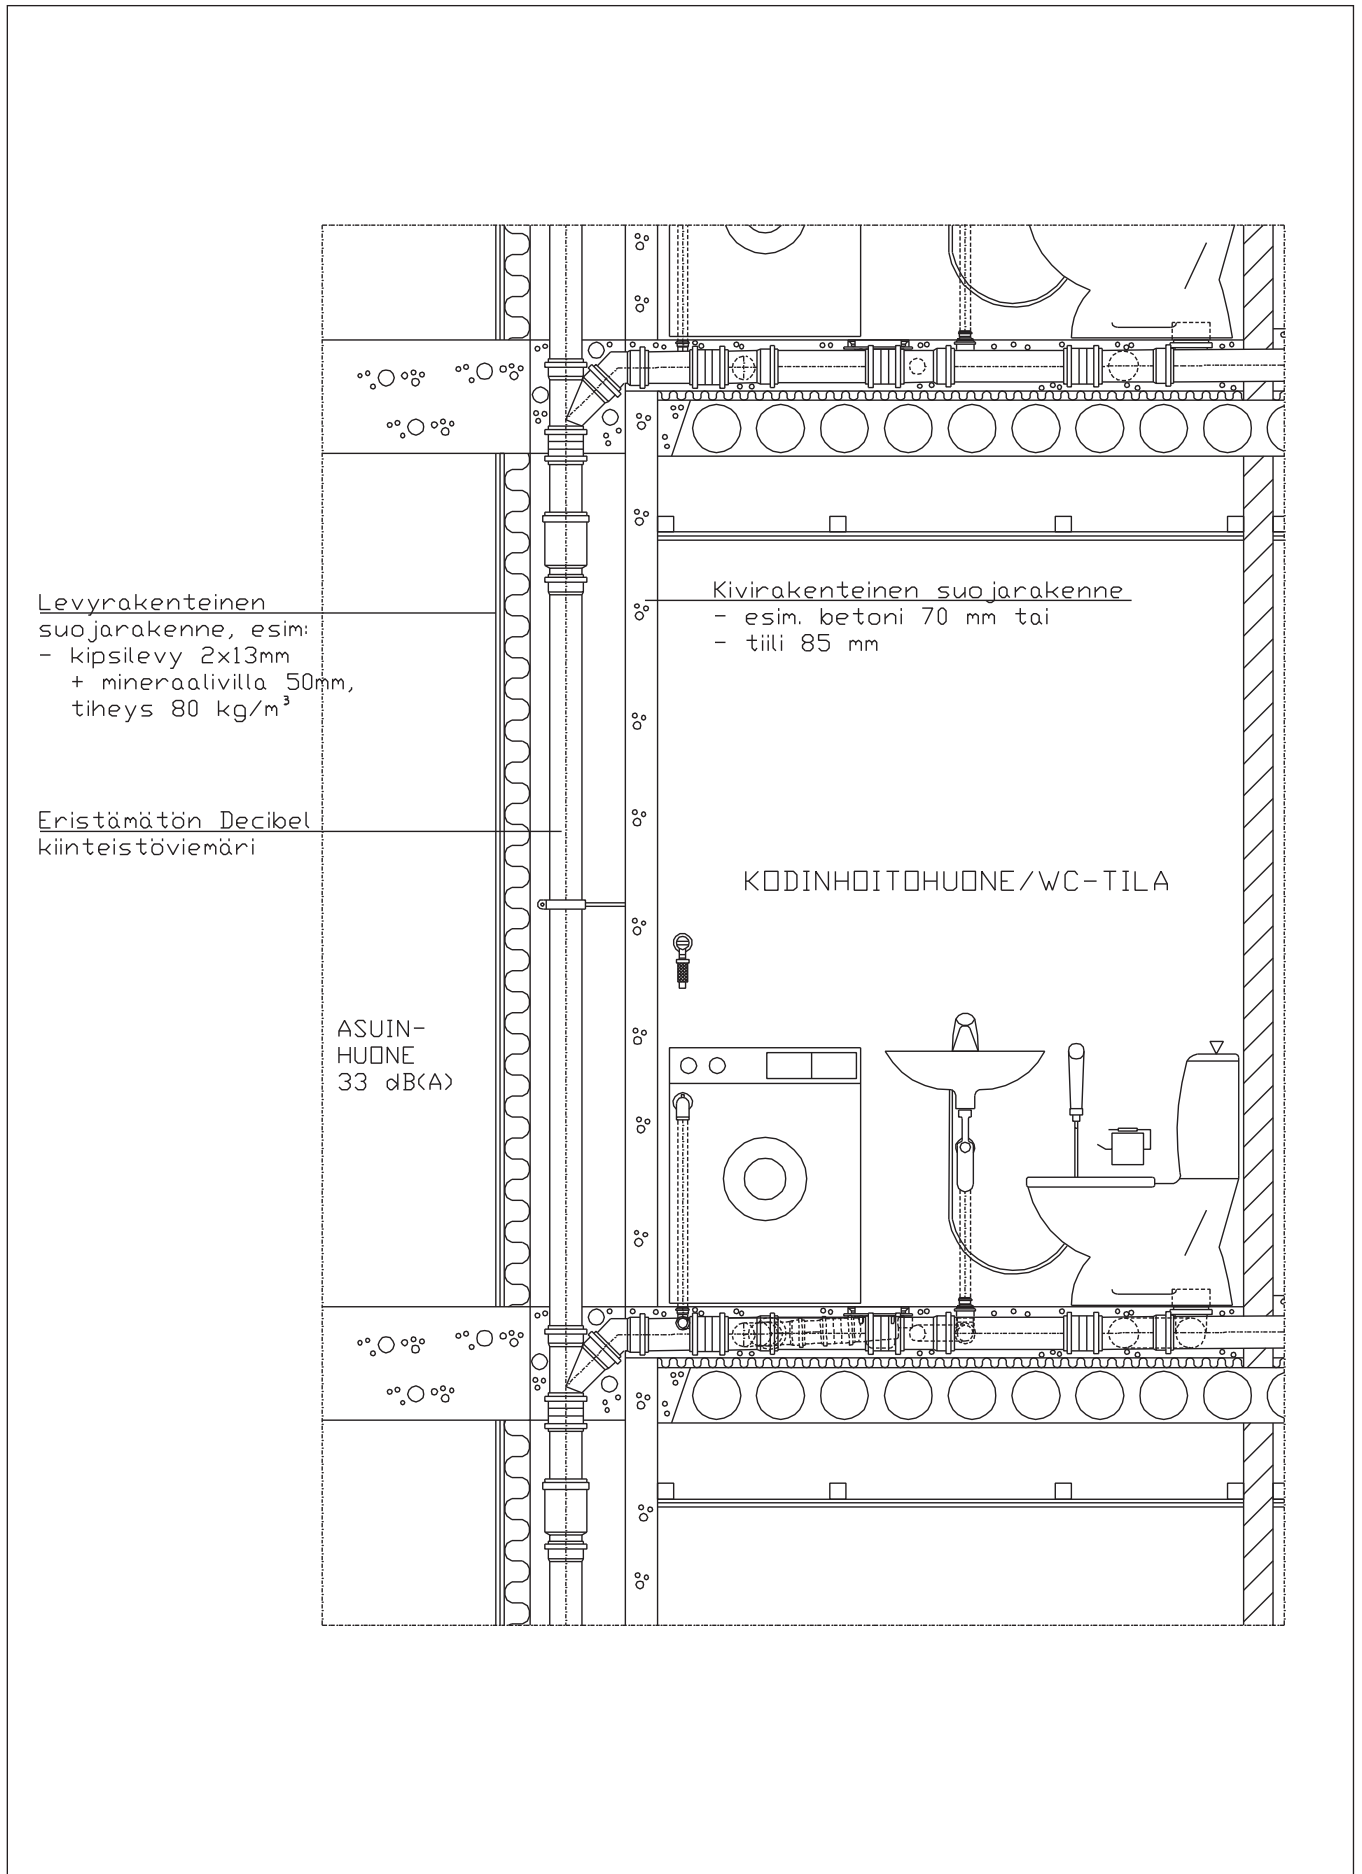 Levyrakenteinen
suojarakenne, esim:
- kipsilevy 2x13mm
+ mineraalivilla 50mm,
tiheys 80 kg/m³
Kivirakenteinen suojarakenne
- esim. betoni 70 mm tai
- tiili 85 mm
Eristämätön Decibel
kiinteistöviemäri
KODINHOITOHUONE/WC-TILA
ASUIN-
HUONE
33 dB(A)